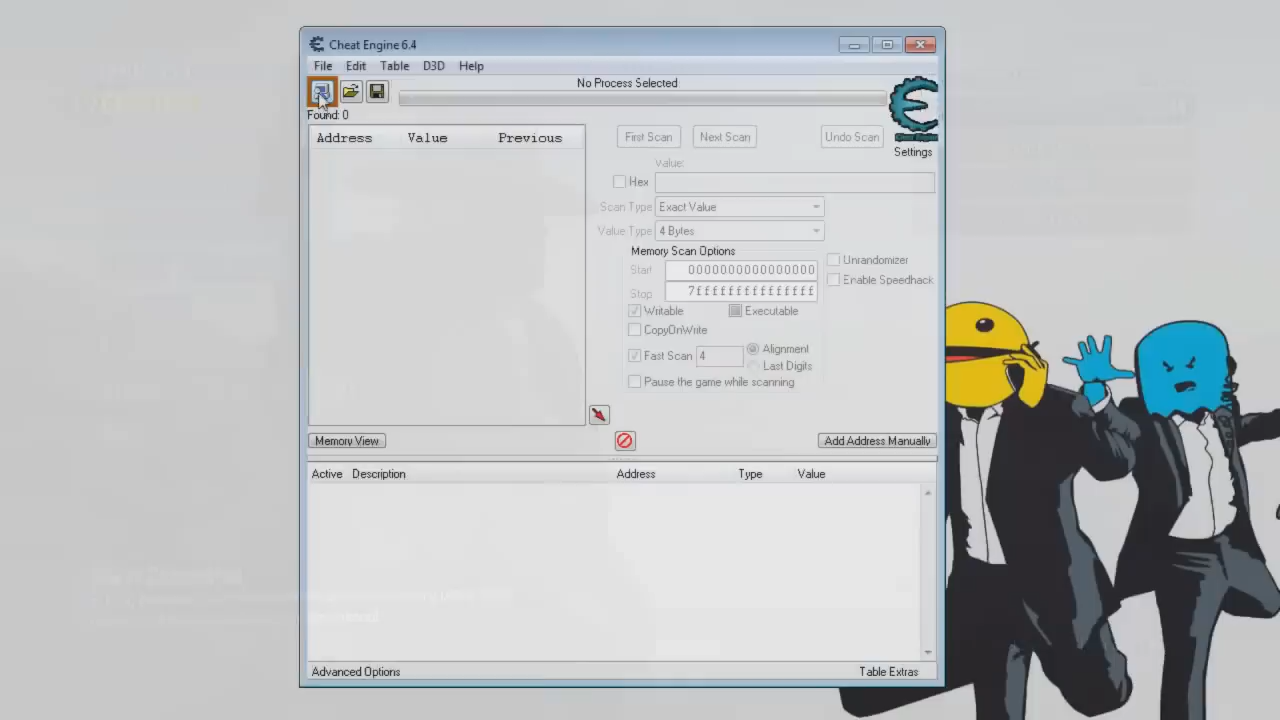 Cheat Engine 6.4
File Edit Table D3D Help
No Process Selected
Found: 0
Address Value Previous
First Scan Next Scan Undo Scan
Cheat Engine
Settings
Value:
Hex
Scan Type Exact Value
Value Type 4 Bytes
Memory Scan Options
Start 0000000000000000
Unrandomizer
Stop 7fffffffffffffff
Enable Speedhack
Writable Executable
CopyOnWrite
Fast Scan 4 Alignment
Last Digits
Pause the game while scanning
Memory View Add Address Manually
Active Description Address Type Value
Advanced Options Table Extras